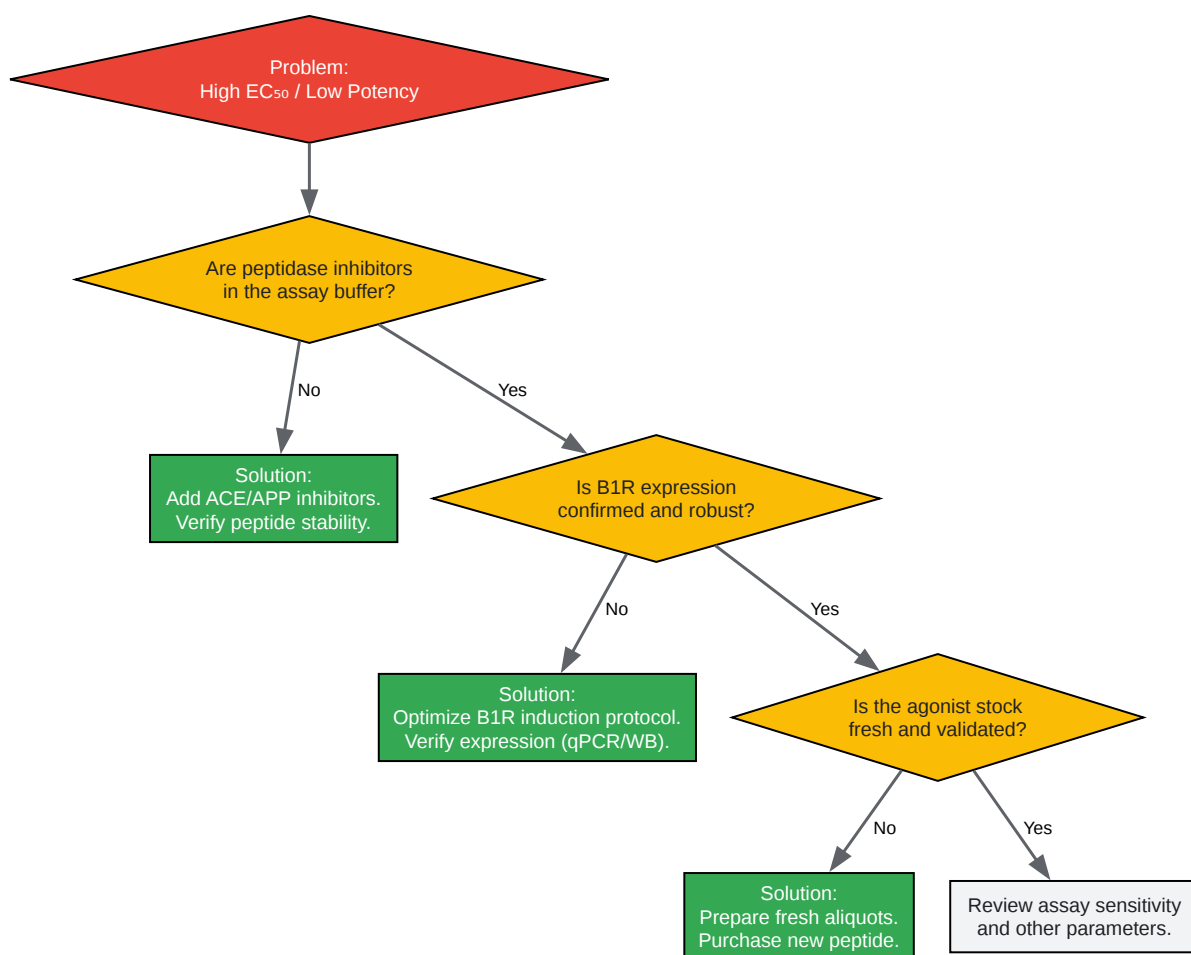 Problem:
High EC₅₀ / Low Potency
Are peptidase inhibitors
in the assay buffer?
No
Yes
Solution:
Add ACE/APP inhibitors.
Verify peptide stability.
Is B1R expression
confirmed and robust?
No
Yes
Solution:
Optimize B1R induction protocol.
Verify expression (qPCR/WB).
Is the agonist stock
fresh and validated?
No
Yes
Solution:
Prepare fresh aliquots.
Purchase new peptide.
Review assay sensitivity
and other parameters.